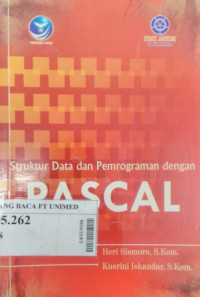 Struktur Data dan Pemrograman dengan
PASCAL
ANG BACA FT UNIMED
5.262
Heri Sismoro, S.Kom.
Kusrini Iskandar, S.Kom.